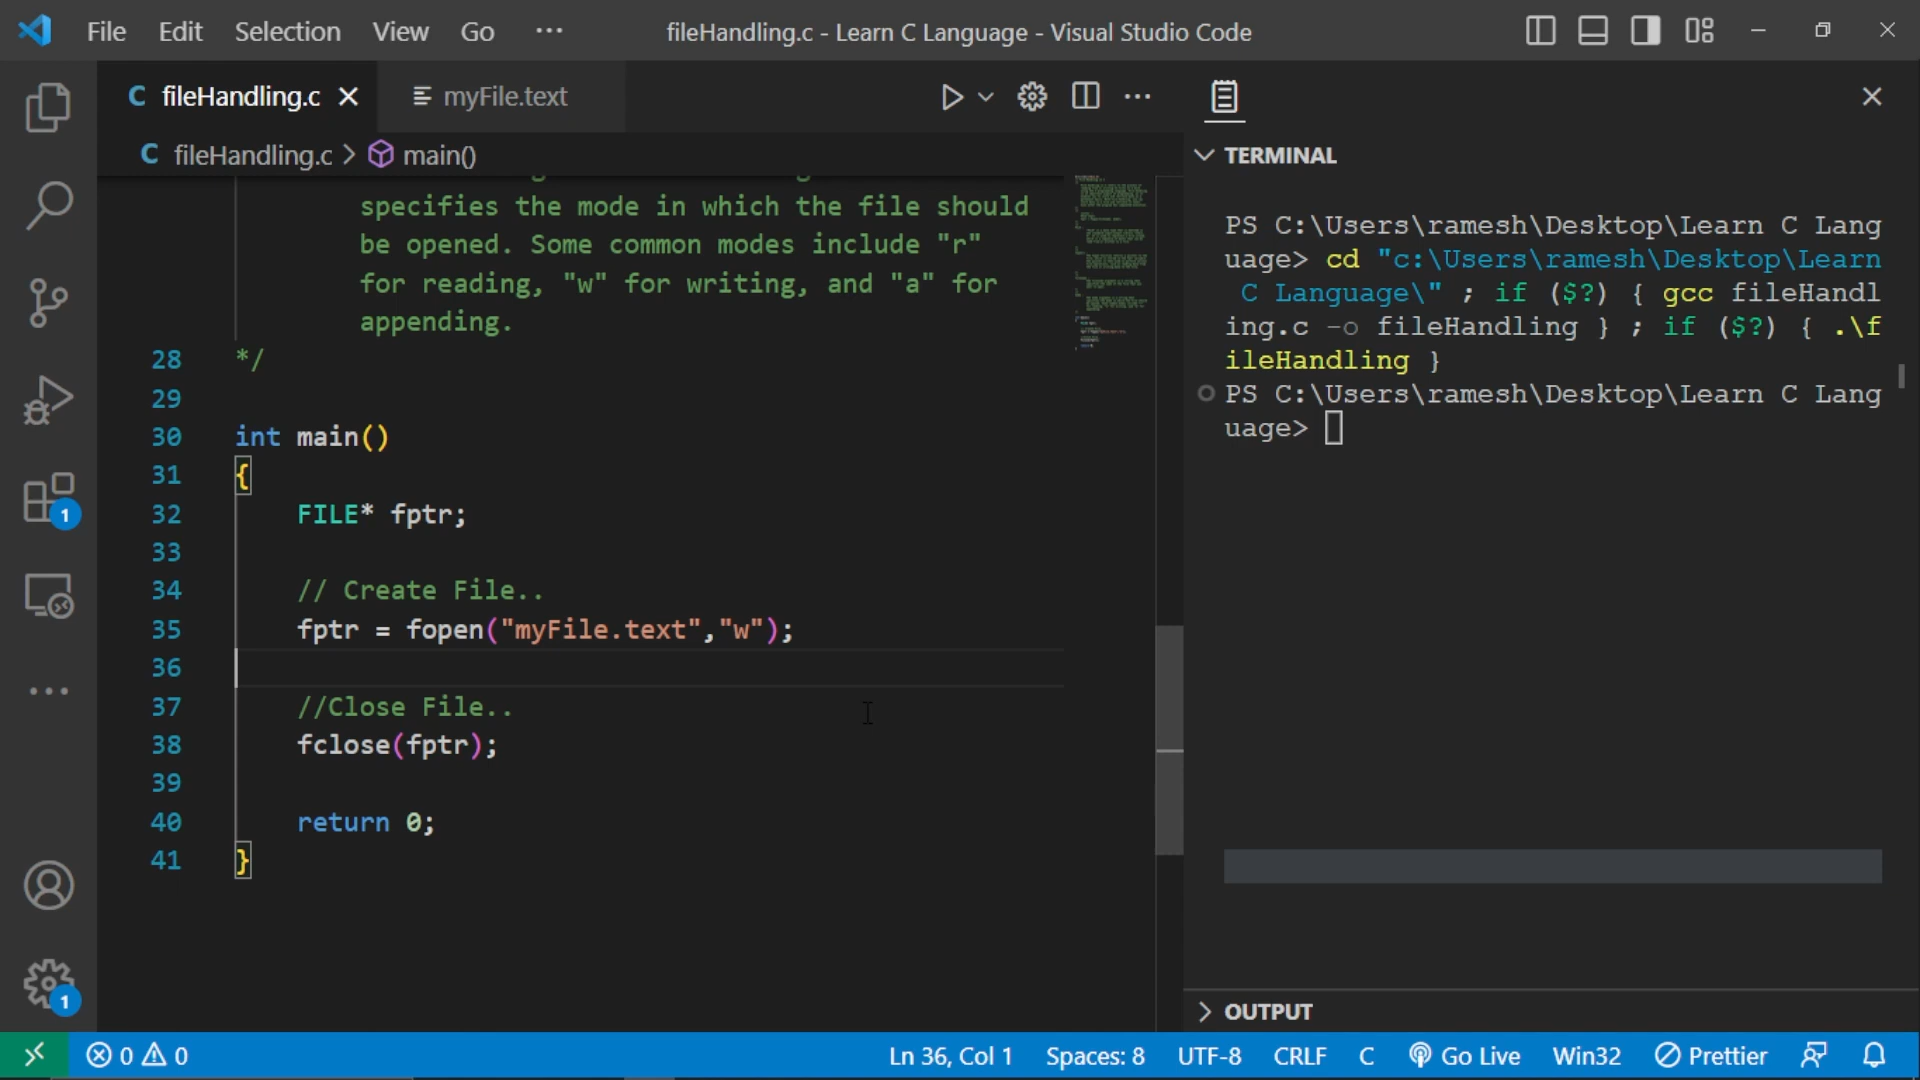 File Edit Selection View Go ···
fileHandling.c - Learn C Language - Visual Studio Code
C fileHandling.c
myFile.text
C fileHandling.c > main()
specifies the mode in which the file should
be opened. Some common modes include "r"
for reading, "w" for writing, and "a" for
appending.
28 */
29
30 int main()
31 {
32 FILE* fptr;
33
34 // Create File..
35 fptr = fopen("myFile.text","w");
36
37 //Close File..
38 fclose(fptr);
39
40 return 0;
41 }
TERMINAL
PS C:\Users\ramesh\Desktop\Learn C Lang
uage> cd "c:\Users\ramesh\Desktop\Learn
C Language\" ; if ($?) { gcc fileHandl
ing.c -o fileHandling } ; if ($?) { .\f
ileHandling }
PS C:\Users\ramesh\Desktop\Learn C Lang
uage>
OUTPUT
1
1
0 0
Ln 36, Col 1 Spaces: 8 UTF-8 CRLF C Go Live Win32 Prettier